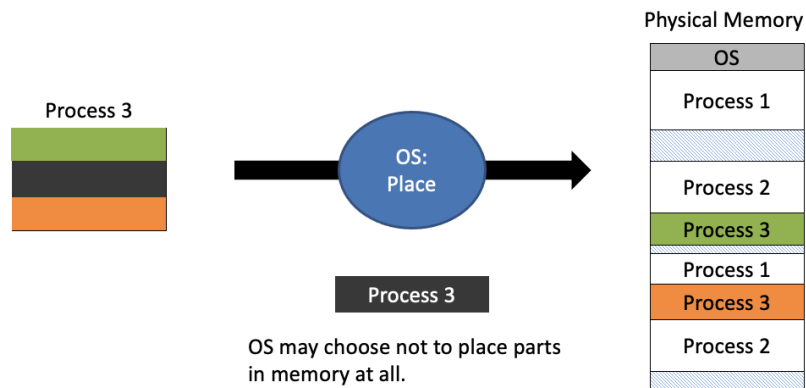 Physical Memory
OS
Process 1
Process 3
OS:
Place
Process 2
Process 3
Process 1
Process 3
Process 3
Process 2
OS may choose not to place parts
in memory at all.